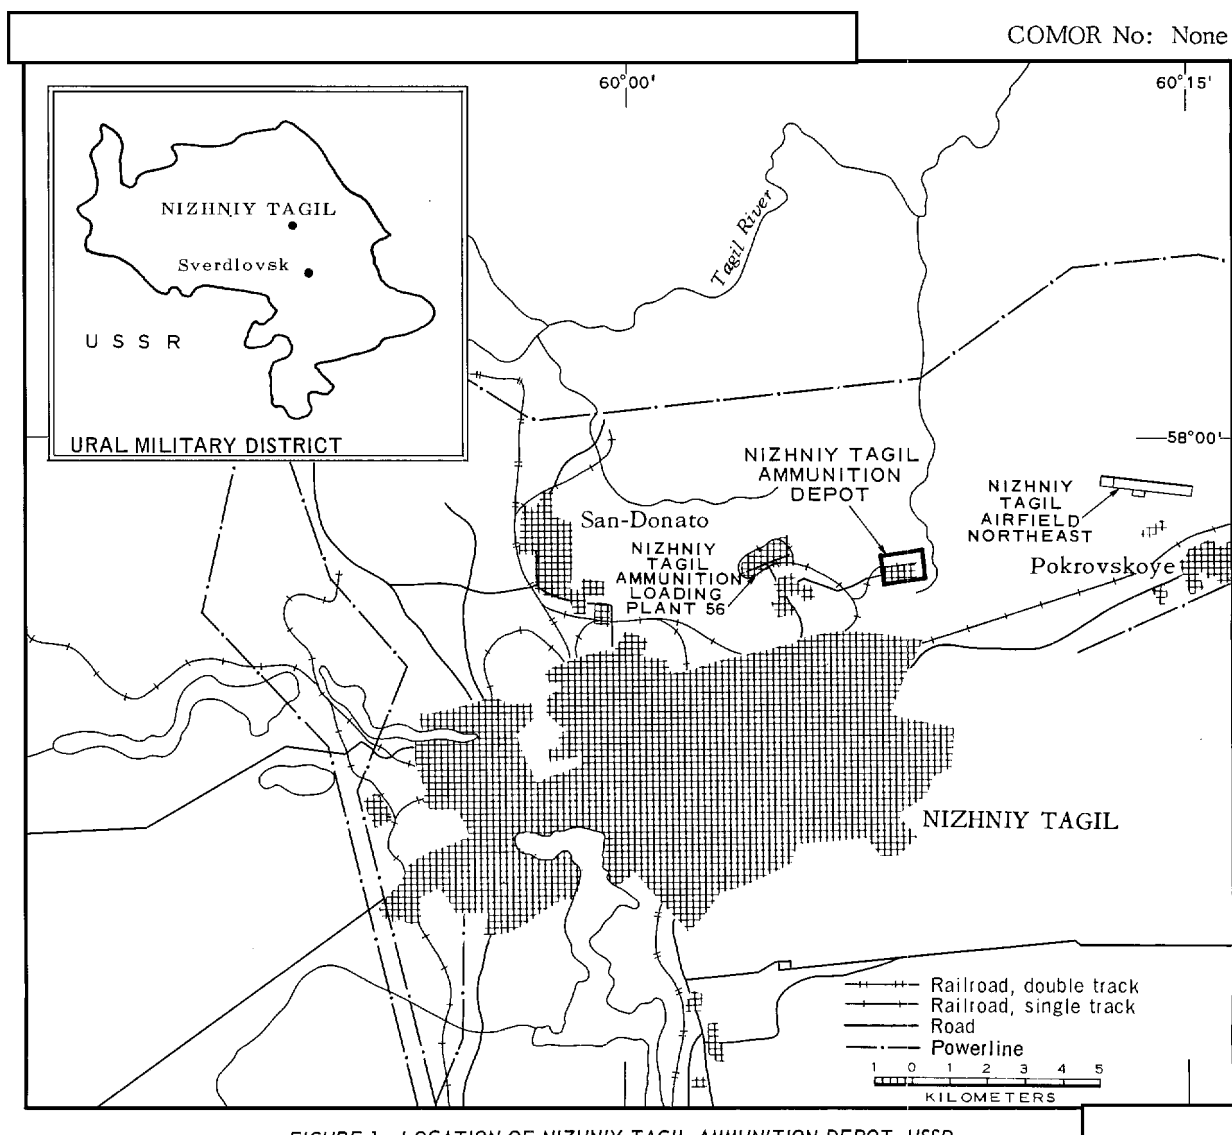 COMOR No: None
60°00'
60°15'
NIZHNIY TAGIL
Sverdlovsk
U S S R
URAL MILITARY DISTRICT
Tagil River
58°00'
NIZHNIY TAGIL
AMMUNITION
DEPOT
NIZHNIY
TAGIL
AIRFIELD
NORTHEAST
San-Donato
NIZHNIY
TAGIL
AMMUNITION
LOADING
PLANT 56
Pokrovskoye
NIZHNIY TAGIL
Railroad, double track
Railroad, single track
Road
Powerline
1 0 1 2 3 4 5
KILOMETERS
FIGURE 1. LOCATION OF NIZHNIY TAGIL AMMUNITION DEPOT, USSR